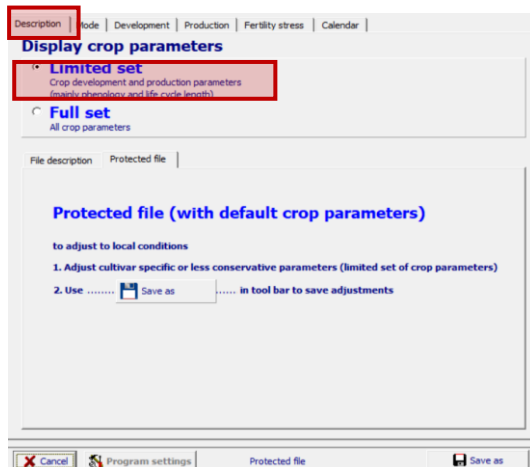 Description Mode Development Production Fertility stress Calendar
Display crop parameters
Limited set
Crop development and production parameters
(mainly phenology and life cycle length)
Full set
All crop parameters
File description Protected file
Protected file (with default crop parameters)
to adjust to local conditions
1. Adjust cultivar specific or less conservative parameters (limited set of crop parameters)
2. Use ........ Save as ...... in tool bar to save adjustments
Cancel Program settings Protected file Save as